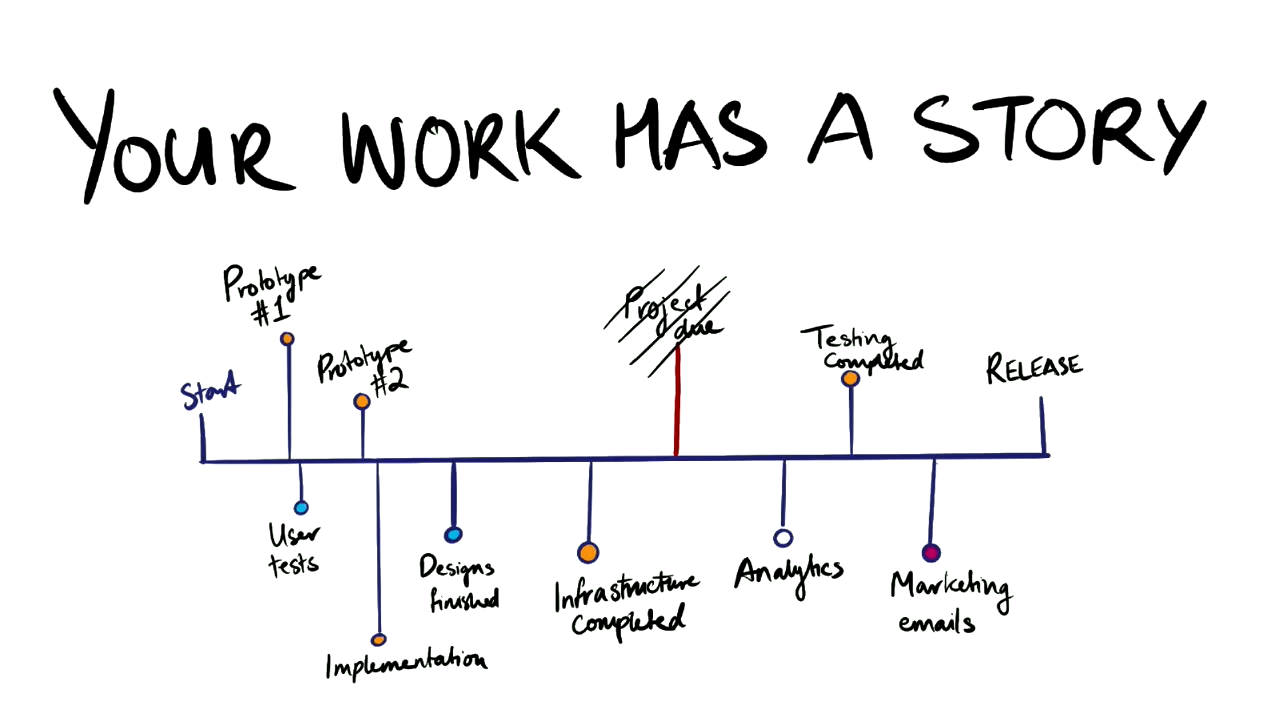 YOUR WORK HAS A STORY
Prototype
#1
Prototype
#2
Start
Project
due
Testing
Completed
RELEASE
User
tests
Implementation
Designs
finished
Infrastructure
Completed
Analytics
Marketing
emails